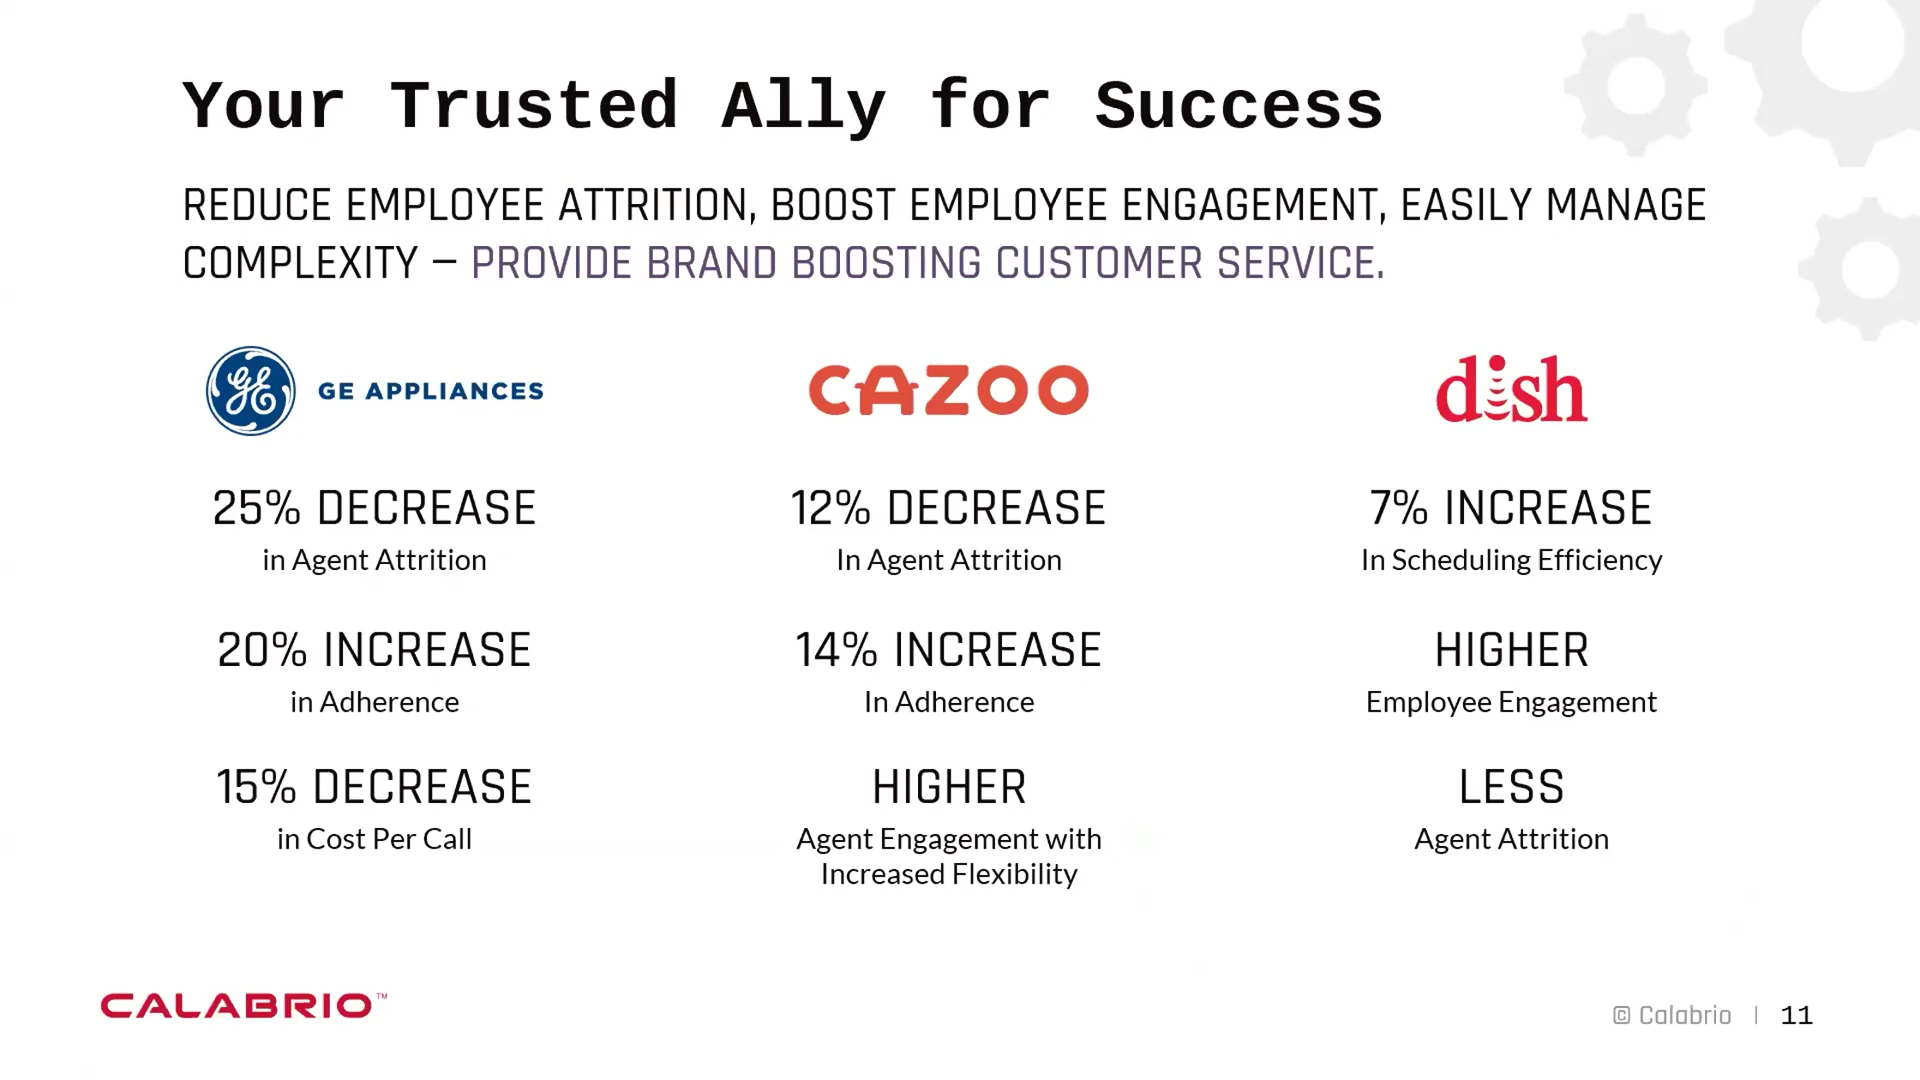 Your Trusted Ally for Success
REDUCE EMPLOYEE ATTRITION, BOOST EMPLOYEE ENGAGEMENT, EASILY MANAGE
COMPLEXITY – PROVIDE BRAND BOOSTING CUSTOMER SERVICE.
GE GE APPLIANCES
25% DECREASE
in Agent Attrition
20% INCREASE
in Adherence
15% DECREASE
in Cost Per Call
CAZOO
12% DECREASE
In Agent Attrition
14% INCREASE
In Adherence
HIGHER
Agent Engagement with
Increased Flexibility
dish
7% INCREASE
In Scheduling Efficiency
HIGHER
Employee Engagement
LESS
Agent Attrition
CALABRIO™
© Calabrio | 11